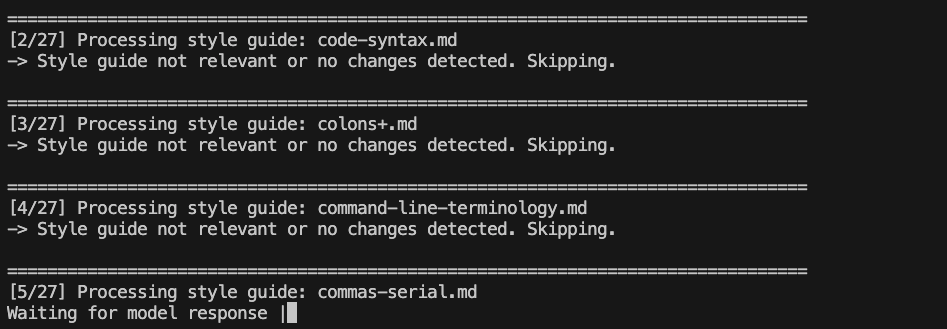 ================================================================================
[2/27] Processing style guide: code-syntax.md
-> Style guide not relevant or no changes detected. Skipping.
================================================================================
[3/27] Processing style guide: colons+.md
-> Style guide not relevant or no changes detected. Skipping.
================================================================================
[4/27] Processing style guide: command-line-terminology.md
-> Style guide not relevant or no changes detected. Skipping.
================================================================================
[5/27] Processing style guide: commas-serial.md
Waiting for model response |